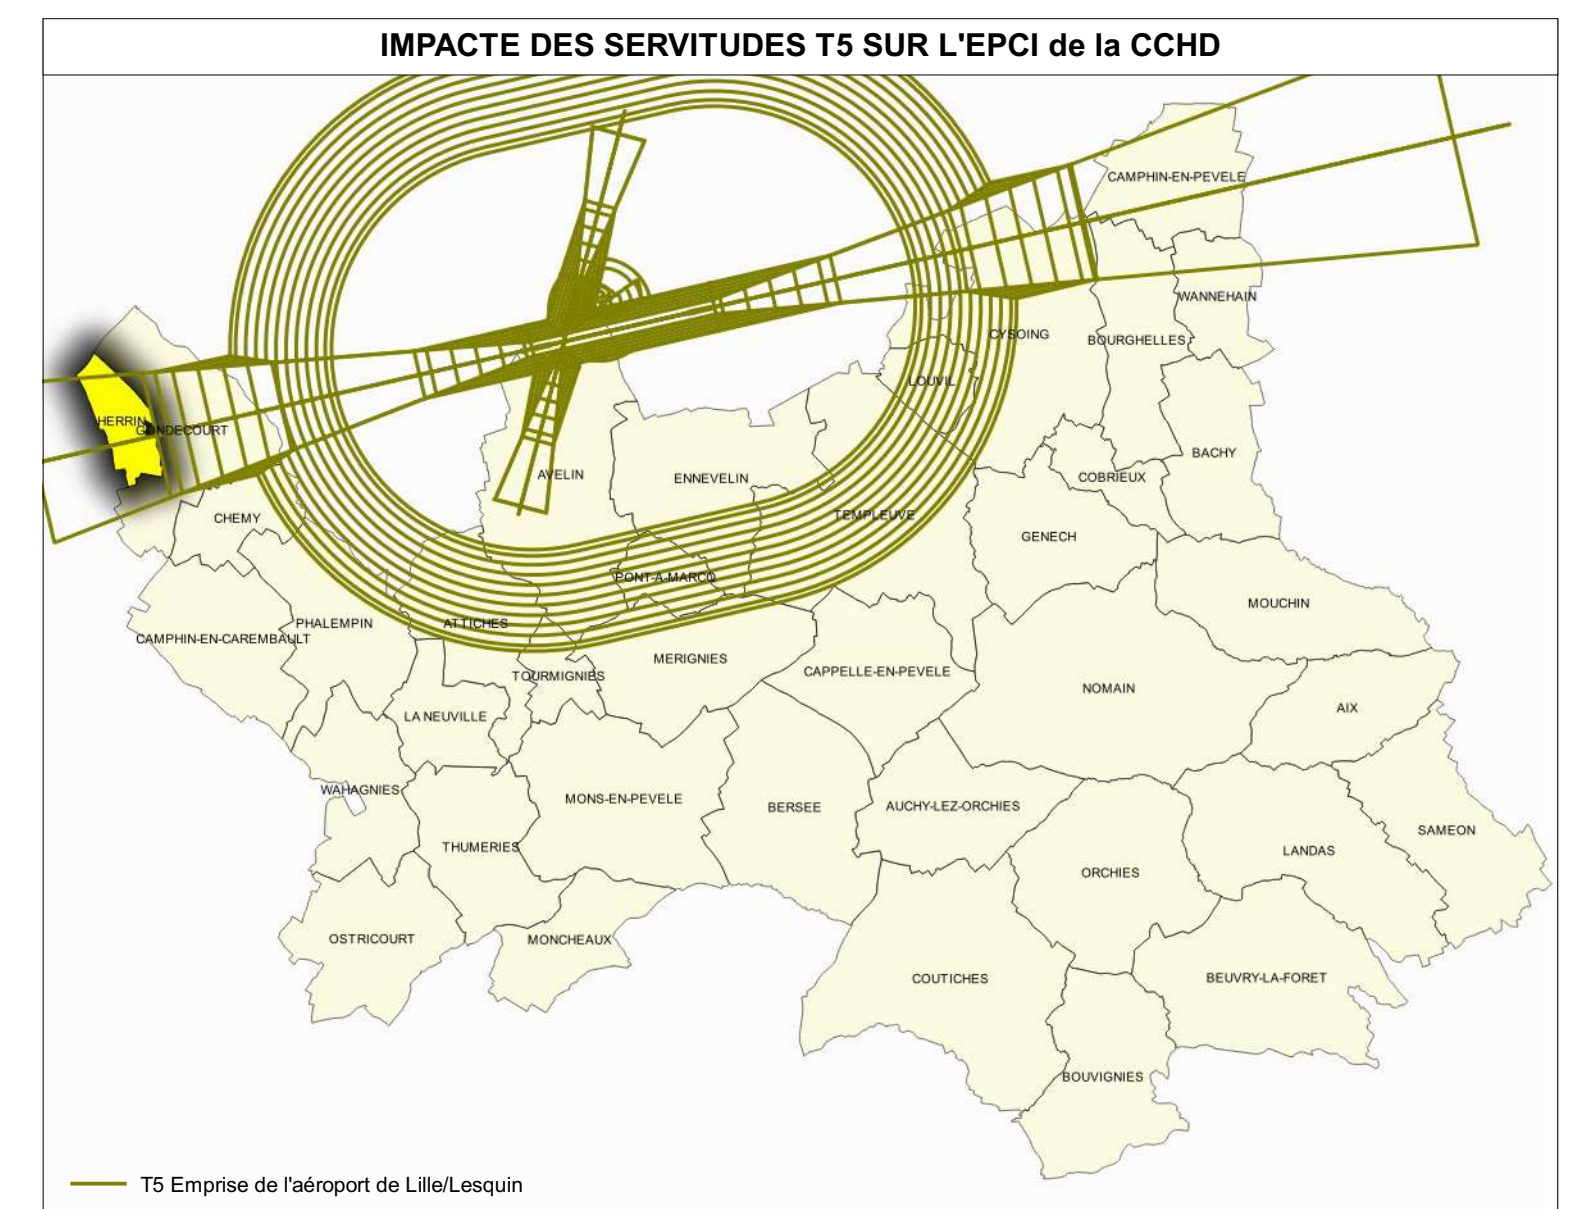 IMPACTE DES SERVITUDES T5 SUR L'EPCI de la CCHD
CAMPHIN-EN-PEVELE
WANNEHAIN
CYSOING
BOURGHELLES
LOUVIL
HERRIN
GONDECOURT
BACHY
AVELIN
ENNEVELIN
COBRIEUX
CHEMY
TEMPLEUVE
GENECH
PONT-A-MARCQ
MOUCHIN
PHALEMPIN
ATTICHES
CAMPHIN-EN-CAREMBAULT
MERIGNIES
CAPPELLE-EN-PEVELE
TOURMIGNIES
NOMAIN
LA NEUVILLE
AIX
WAHAGNIES
MONS-EN-PEVELE
BERSEE
AUCHY-LEZ-ORCHIES
SAMEON
THUMERIES
LANDAS
ORCHIES
OSTRICOURT
MONCHEAUX
COUTICHES
BEUVRY-LA-FORET
BOUVIGNIES
T5 Emprise de l'aéroport de Lille/Lesquin